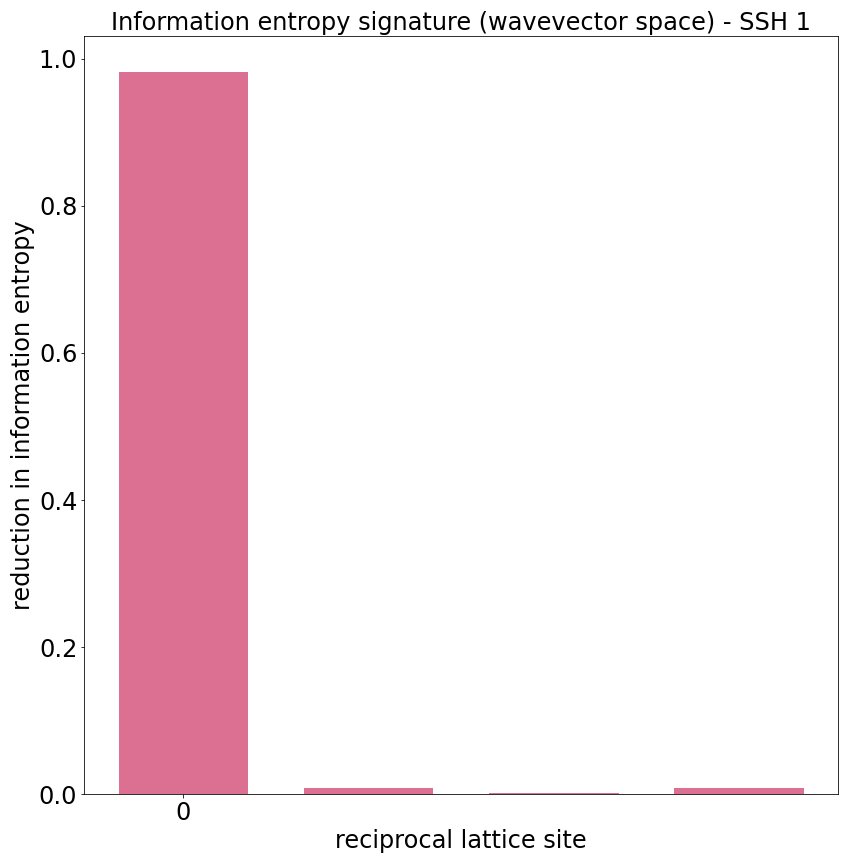 Information entropy signature (wavevector space) - SSH 1
1.0
0.8
0.6
0.4
0.2
0.0
reduction in information entropy
0
reciprocal lattice site